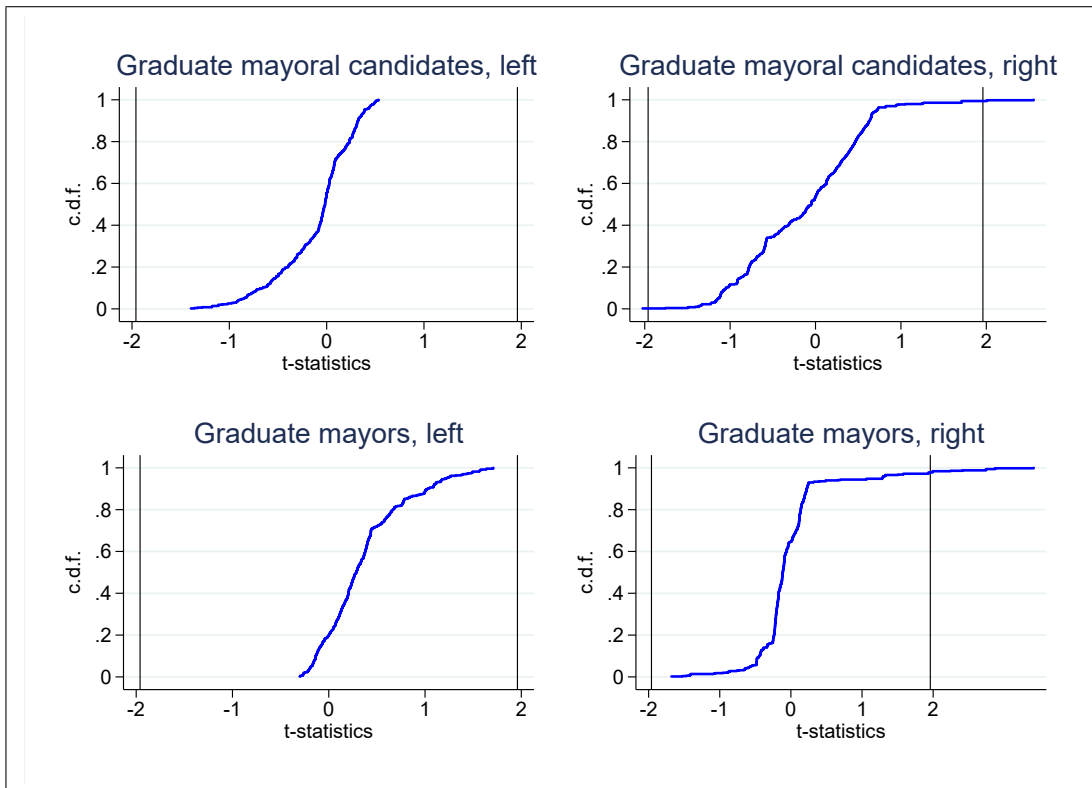 Graduate mayoral candidates, left
1
.8
.6
.4
.2
0
c.d.f.
-2 -1 0 1 2
t-statistics
Graduate mayoral candidates, right
1
.8
.6
.4
.2
0
c.d.f.
-2 -1 0 1 2
t-statistics
Graduate mayors, left
1
.8
.6
.4
.2
0
c.d.f.
-2 -1 0 1 2
t-statistics
Graduate mayors, right
1
.8
.6
.4
.2
0
c.d.f.
-2 -1 0 2
t-statistics